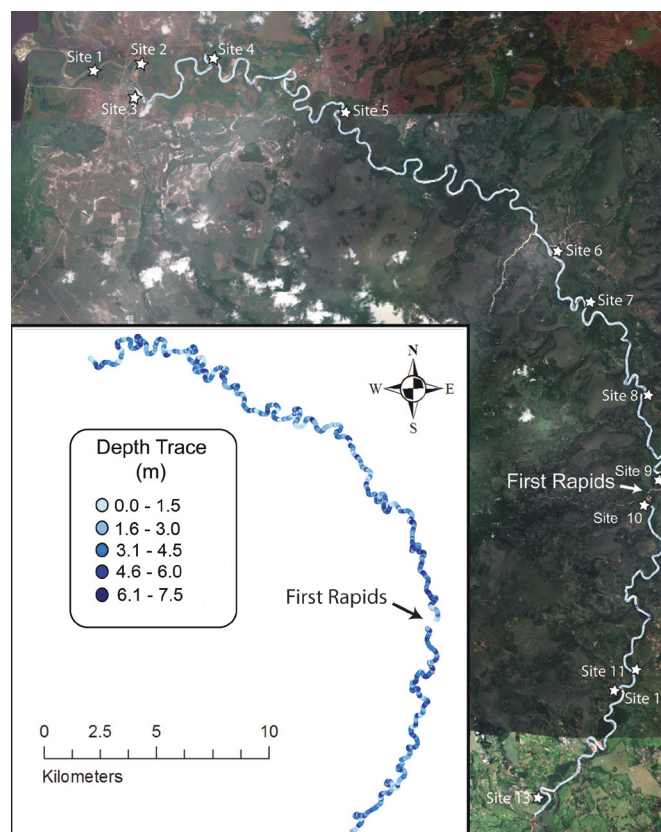 Site 1
Site 2
Site 4
Site 3
Site 5
Site 6
Site 7
Site 8
Site 9
First Rapids
Site 10
Site 11
Site 1
Site 13
N
W E
S
Depth Trace
(m)
0.0 - 1.5
1.6 - 3.0
3.1 - 4.5
4.6 - 6.0
6.1 - 7.5
First Rapids
0 2.5 5 10
Kilometers